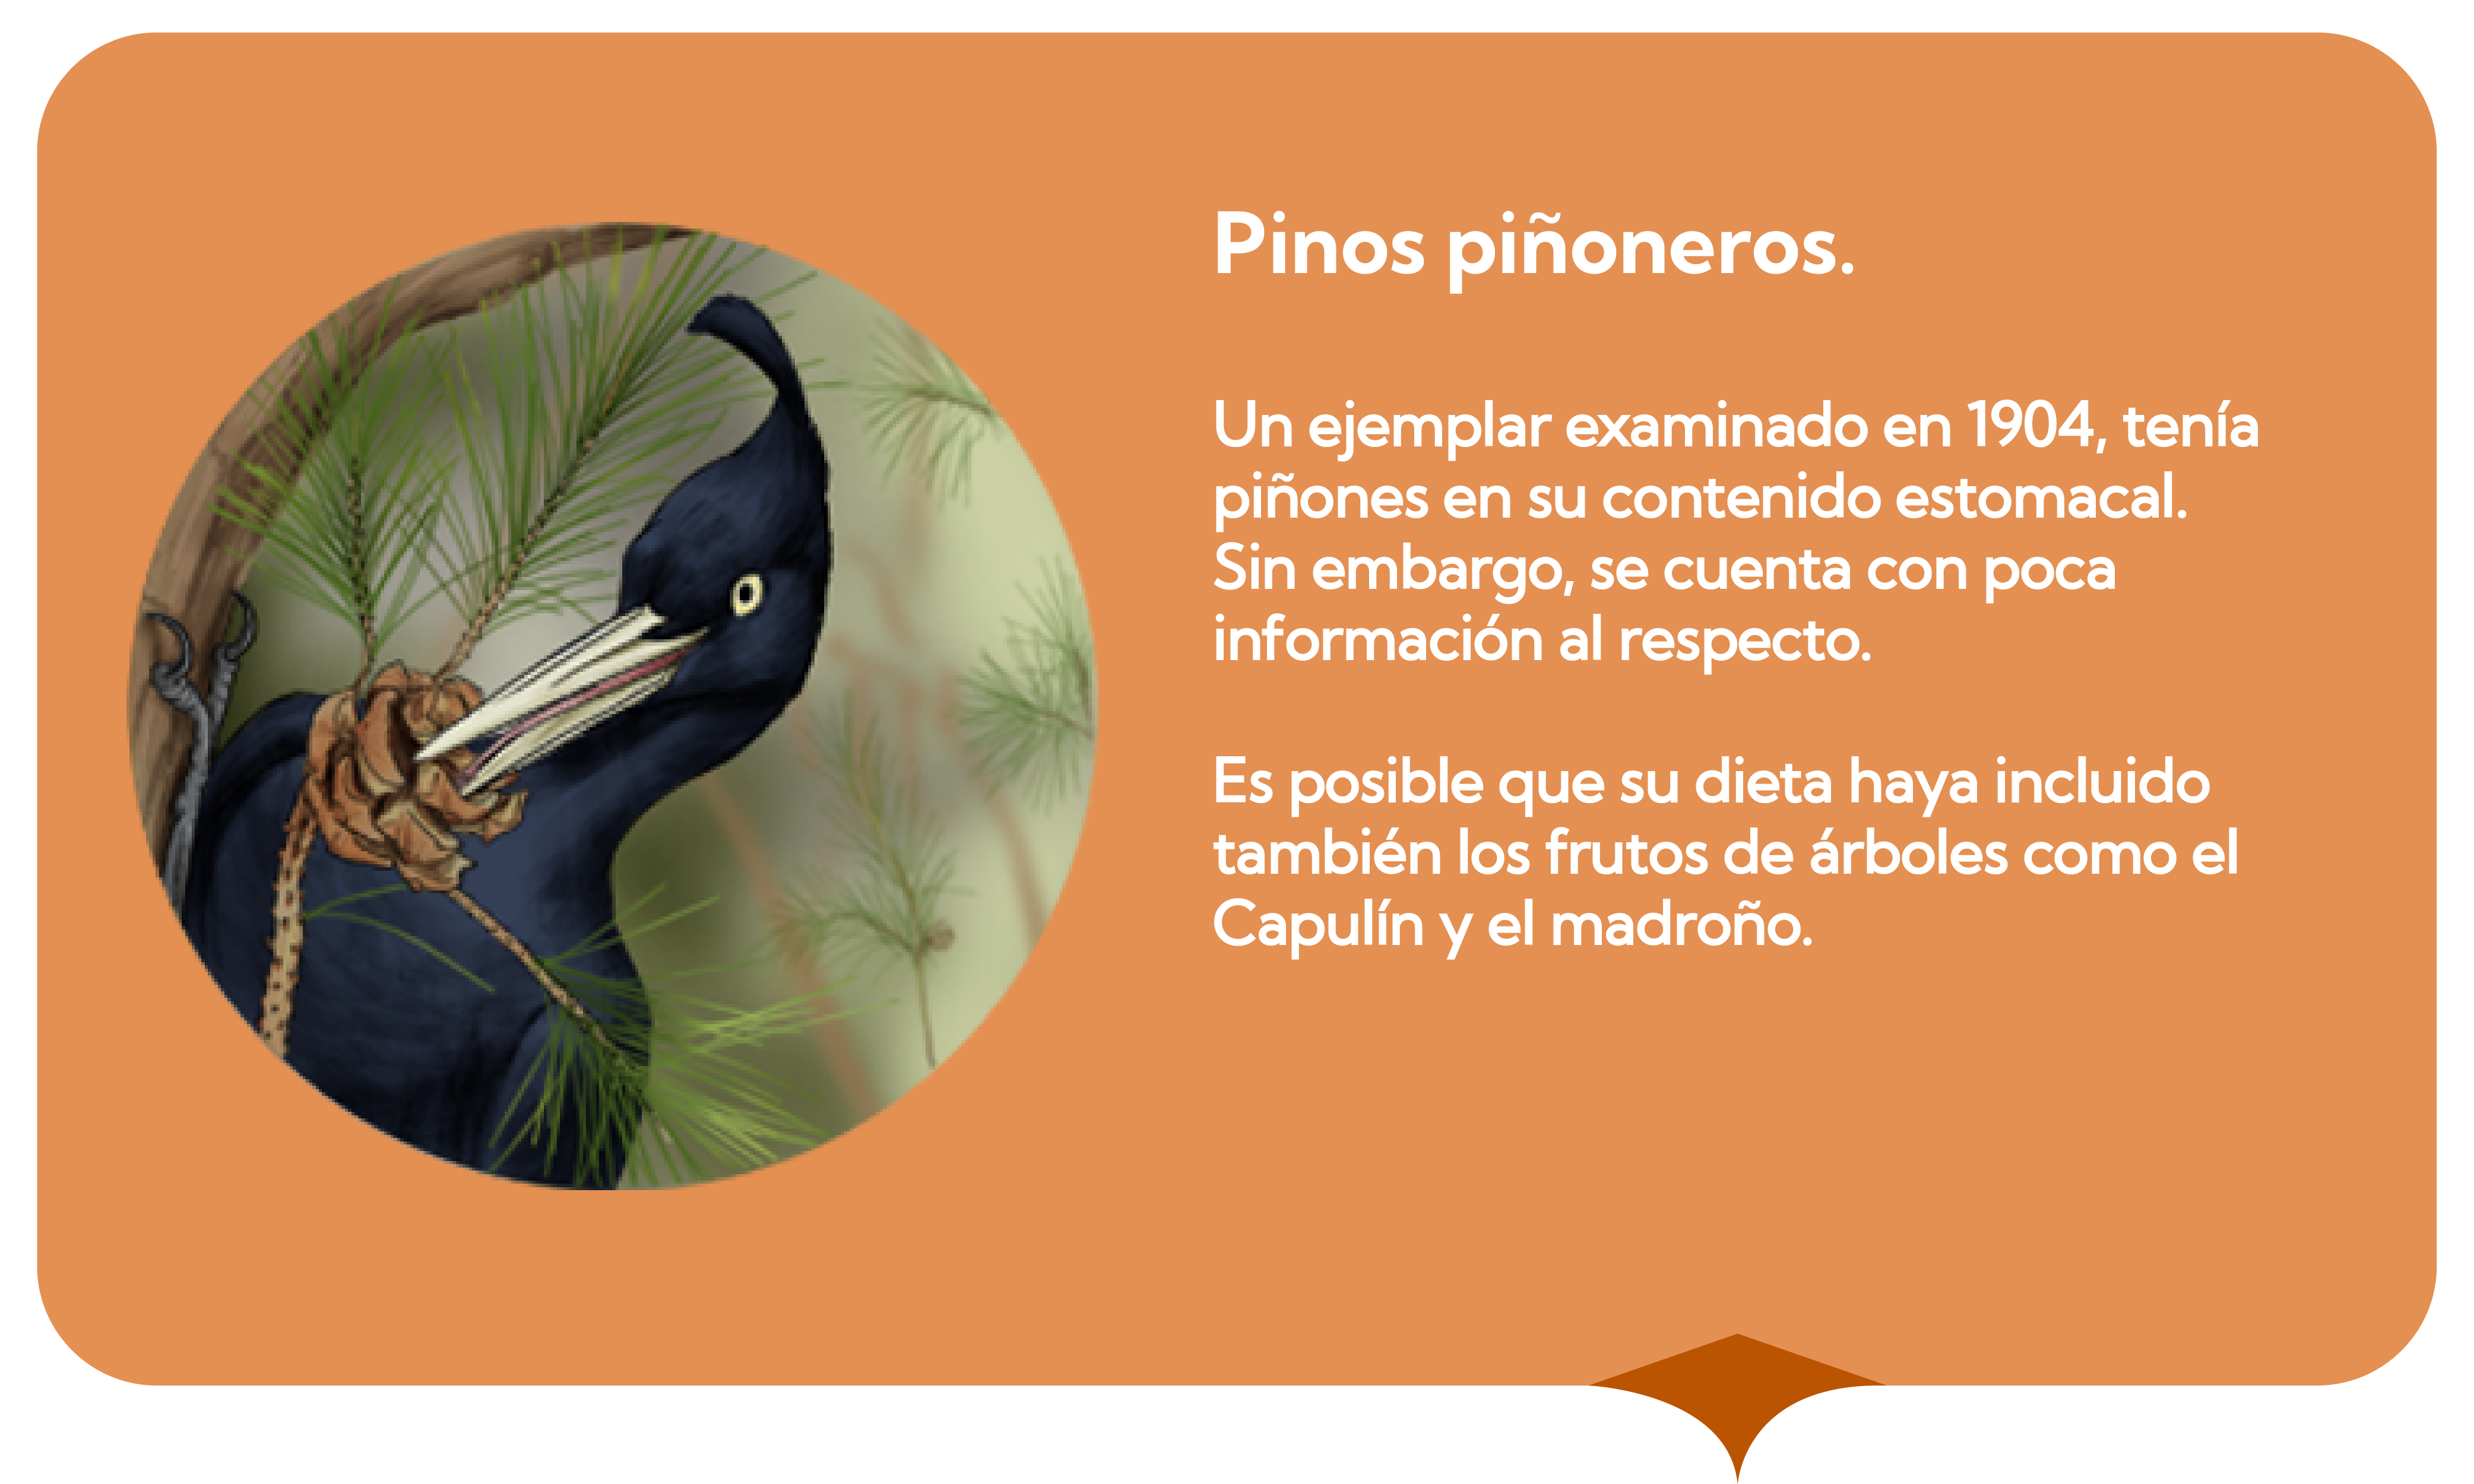 Pinos piñoneros.
Un ejemplar examinado en 1904, tenía
piñones en su contenido estomacal.
Sin embargo, se cuenta con poca
información al respecto.
Es posible que su dieta haya incluido
también los frutos de árboles como el
Capulín y el madroño.